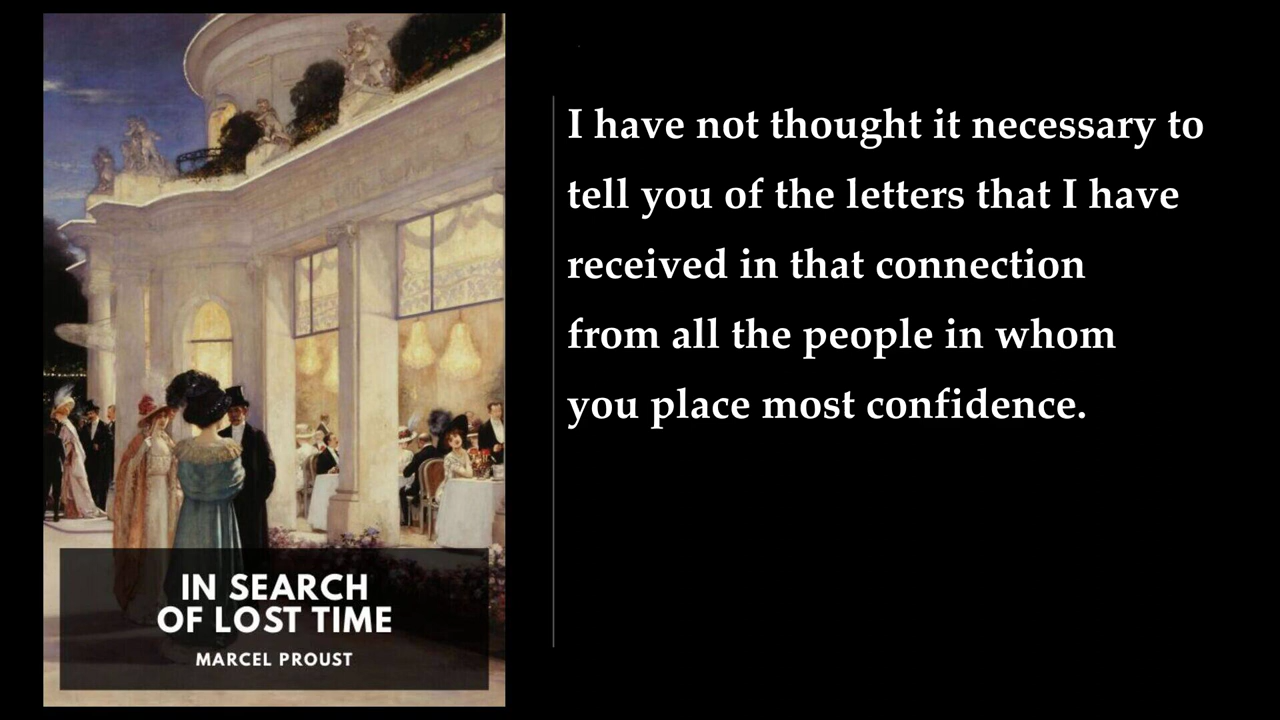 IN SEARCH
OF LOST TIME
MARCEL PROUST
I have not thought it necessary to
tell you of the letters that I have
received in that connection
from all the people in whom
you place most confidence.